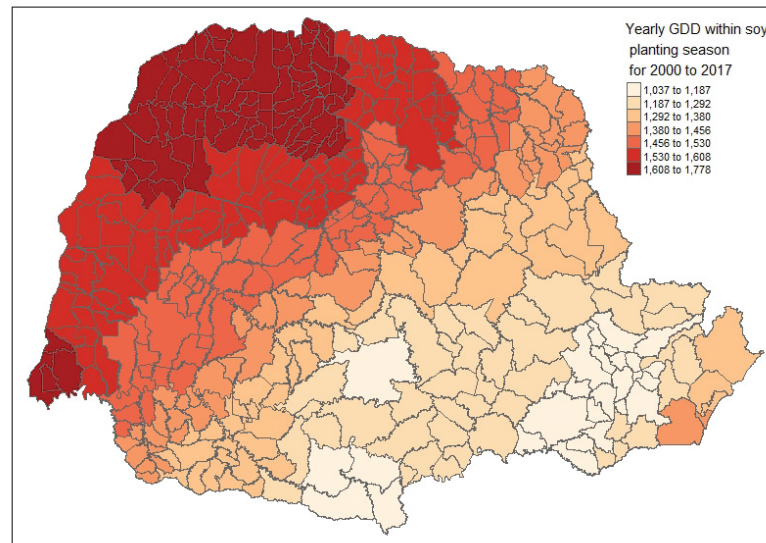 Yearly GDD within soy
planting season
for 2000 to 2017
1,037 to 1,187
1,187 to 1,292
1,292 to 1,380
1,380 to 1,456
1,456 to 1,530
1,530 to 1,608
1,608 to 1,778